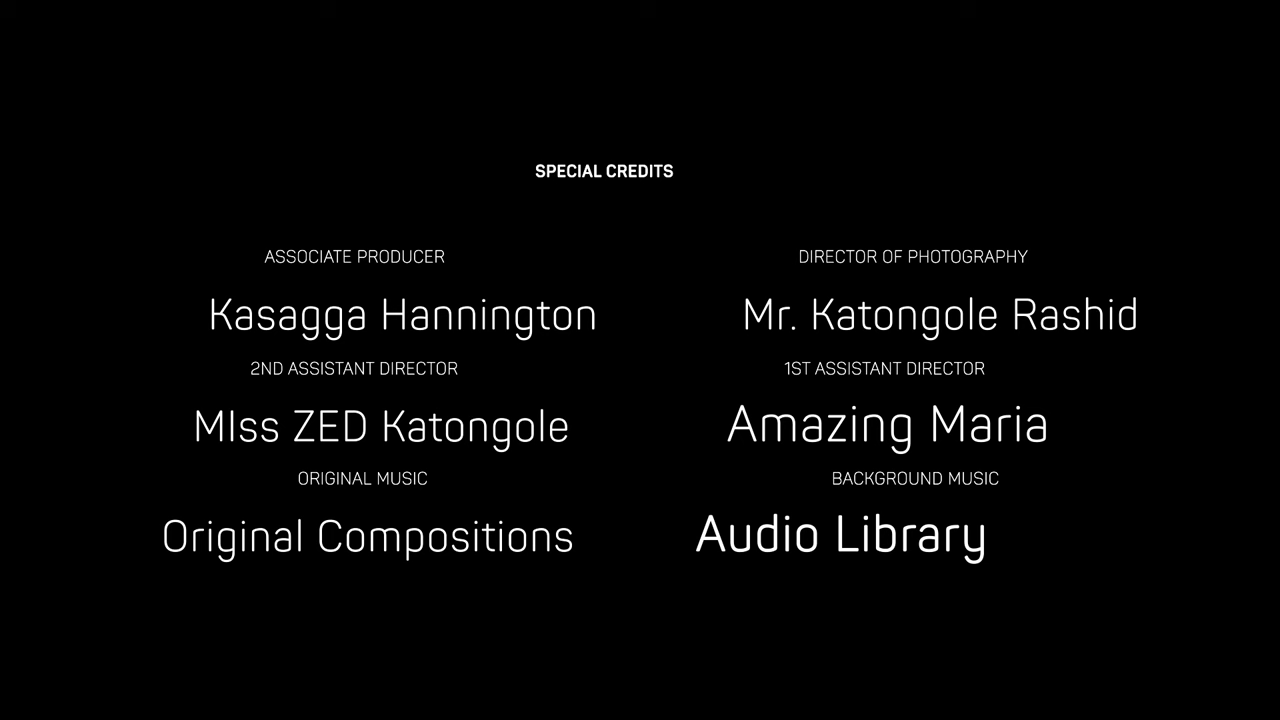 SPECIAL CREDITS
ASSOCIATE PRODUCER
Kasagga Hannington
DIRECTOR OF PHOTOGRAPHY
Mr. Katongole Rashid
2ND ASSISTANT DIRECTOR
MIss ZED Katongole
1ST ASSISTANT DIRECTOR
Amazing Maria
ORIGINAL MUSIC
Original Compositions
BACKGROUND MUSIC
Audio Library